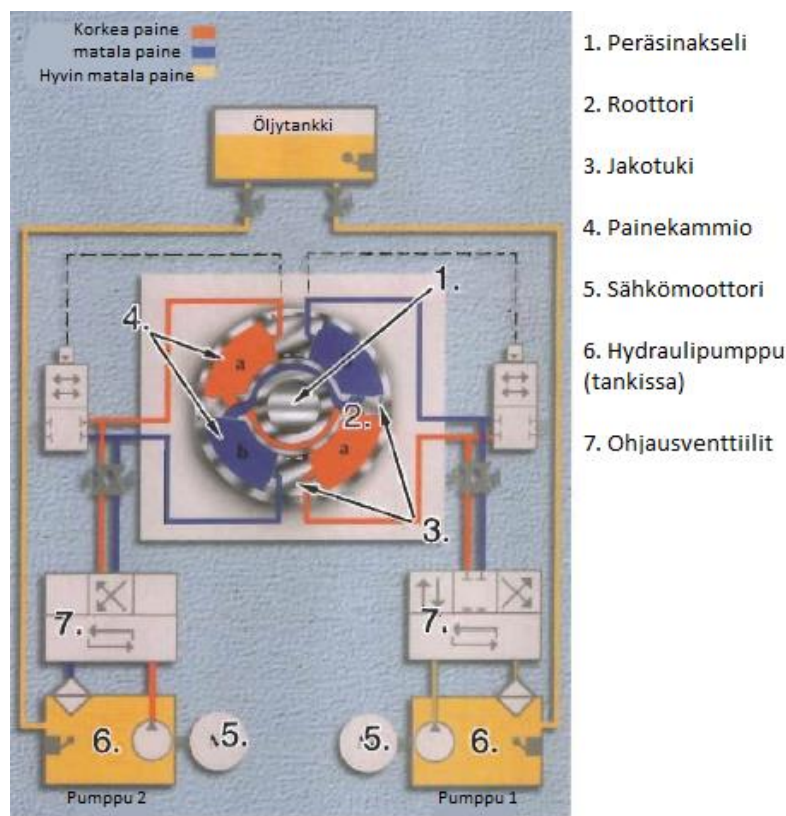 Korkea paine
matala paine
Hyvin matala paine
Öljytankki
1.
4.
a
2.
b
a
3.
7.
7.
6.
5.
5.
6.
Pumppu 2
Pumppu 1
1. Peräsinakseli
2. Roottori
3. Jakotuki
4. Painekammio
5. Sähkömoottori
6. Hydraulipumppu
(tankissa)
7. Ohjausventtiilit